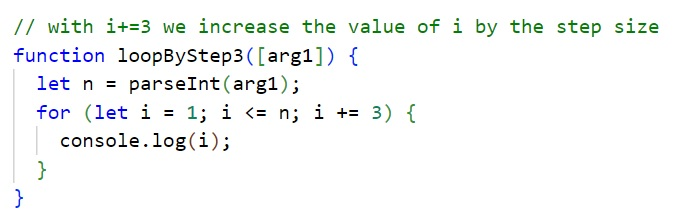 // with i+=3 we increase the value of i by the step size
function loopByStep3([arg1]) {
  let n = parseInt(arg1);
  for (let i = 1; i <= n; i += 3) {
    console.log(i);
  }
}